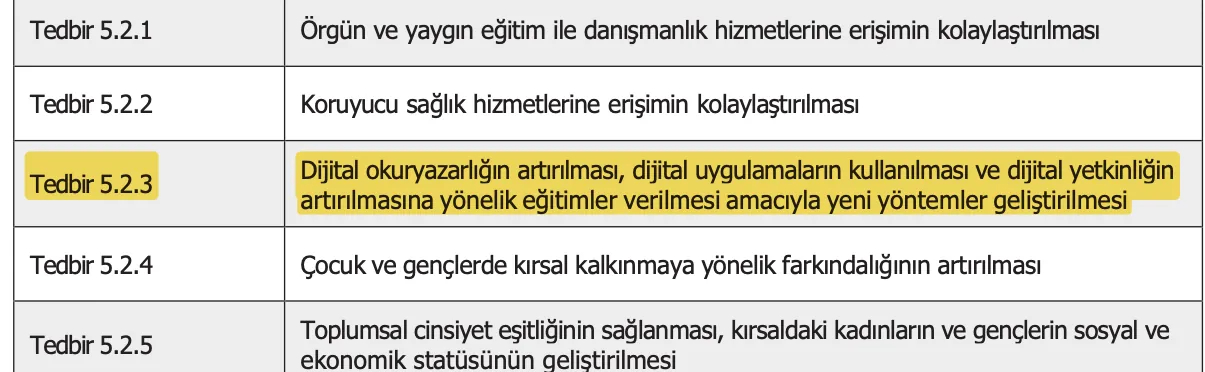 Tedbir 5.2.1
Örgün ve yaygın eğitim ile danışmanlık hizmetlerine erişimin kolaylaştırılması
Tedbir 5.2.2
Koruyucu sağlık hizmetlerine erişimin kolaylaştırılması
Tedbir 5.2.3
Dijital okuryazarlığın artırılması, dijital uygulamaların kullanılması ve dijital yetkinliğin
artırılmasına yönelik eğitimler verilmesi amacıyla yeni yöntemler geliştirilmesi
Tedbir 5.2.4
Çocuk ve gençlerde kırsal kalkınmaya yönelik farkındalığının artırılması
Tedbir 5.2.5
Toplumsal cinsiyet eşitliğinin sağlanması, kırsaldaki kadınların ve gençlerin sosyal ve
ekonomik statüsünün geliştirilmesi